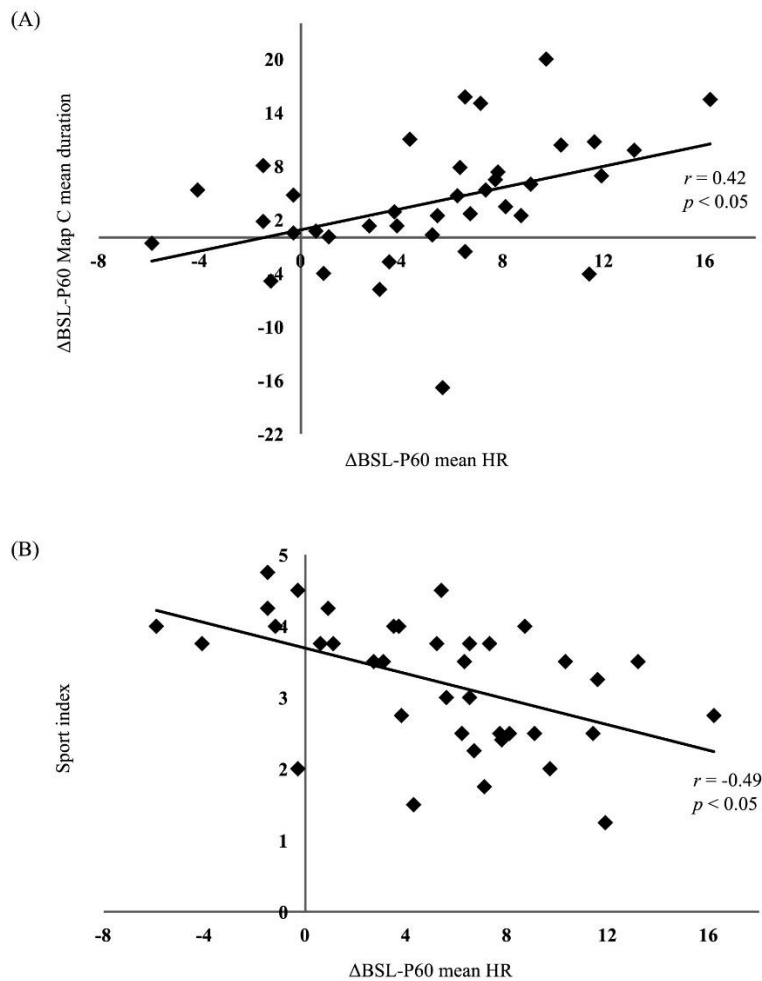 (A)
20
14
8
2
-4
-10
-16
-22
-8
-4
0
4
8
12
16
ΔBSL-P60 Map C mean duration
r = 0.42
p < 0.05
ΔBSL-P60 mean HR
(B)
5
4
3
2
1
0
-8
-4
0
4
8
12
16
Sport index
r = -0.49
p < 0.05
ΔBSL-P60 mean HR